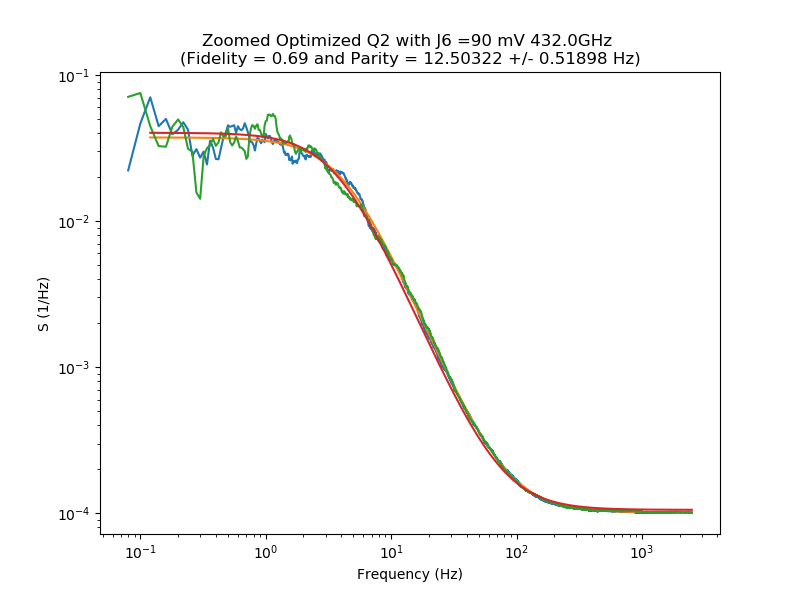 Zoomed Optimized Q2 with J6 =90 mV 432.0GHz
(Fidelity = 0.69 and Parity = 12.50322 +/- 0.51898 Hz)
S (1/Hz)
10⁻¹
10⁻²
10⁻³
10⁻⁴
10⁻¹ 10⁰ 10¹ 10² 10³
Frequency (Hz)